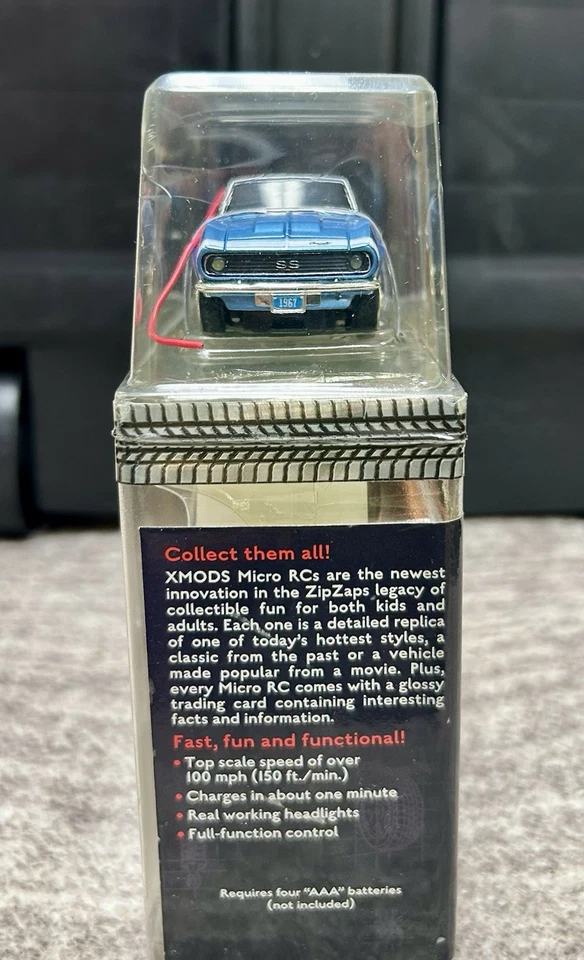 SS
1967
Collect them all!
XMODS Micro RCs are the newest
innovation in the ZipZaps legacy of
collectible fun for both kids and
adults. Each one is a detailed replica
of one of today's hottest styles, a
classic from the past or a vehicle
made popular from a movie. Plus,
every Micro RC comes with a glossy
trading card containing interesting
facts and information.
Fast, fun and functional!
• Top scale speed of over
100 mph (150 ft./min.)
• Charges in about one minute
• Real working headlights
• Full-function control
Requires four "AAA" batteries
(not included)